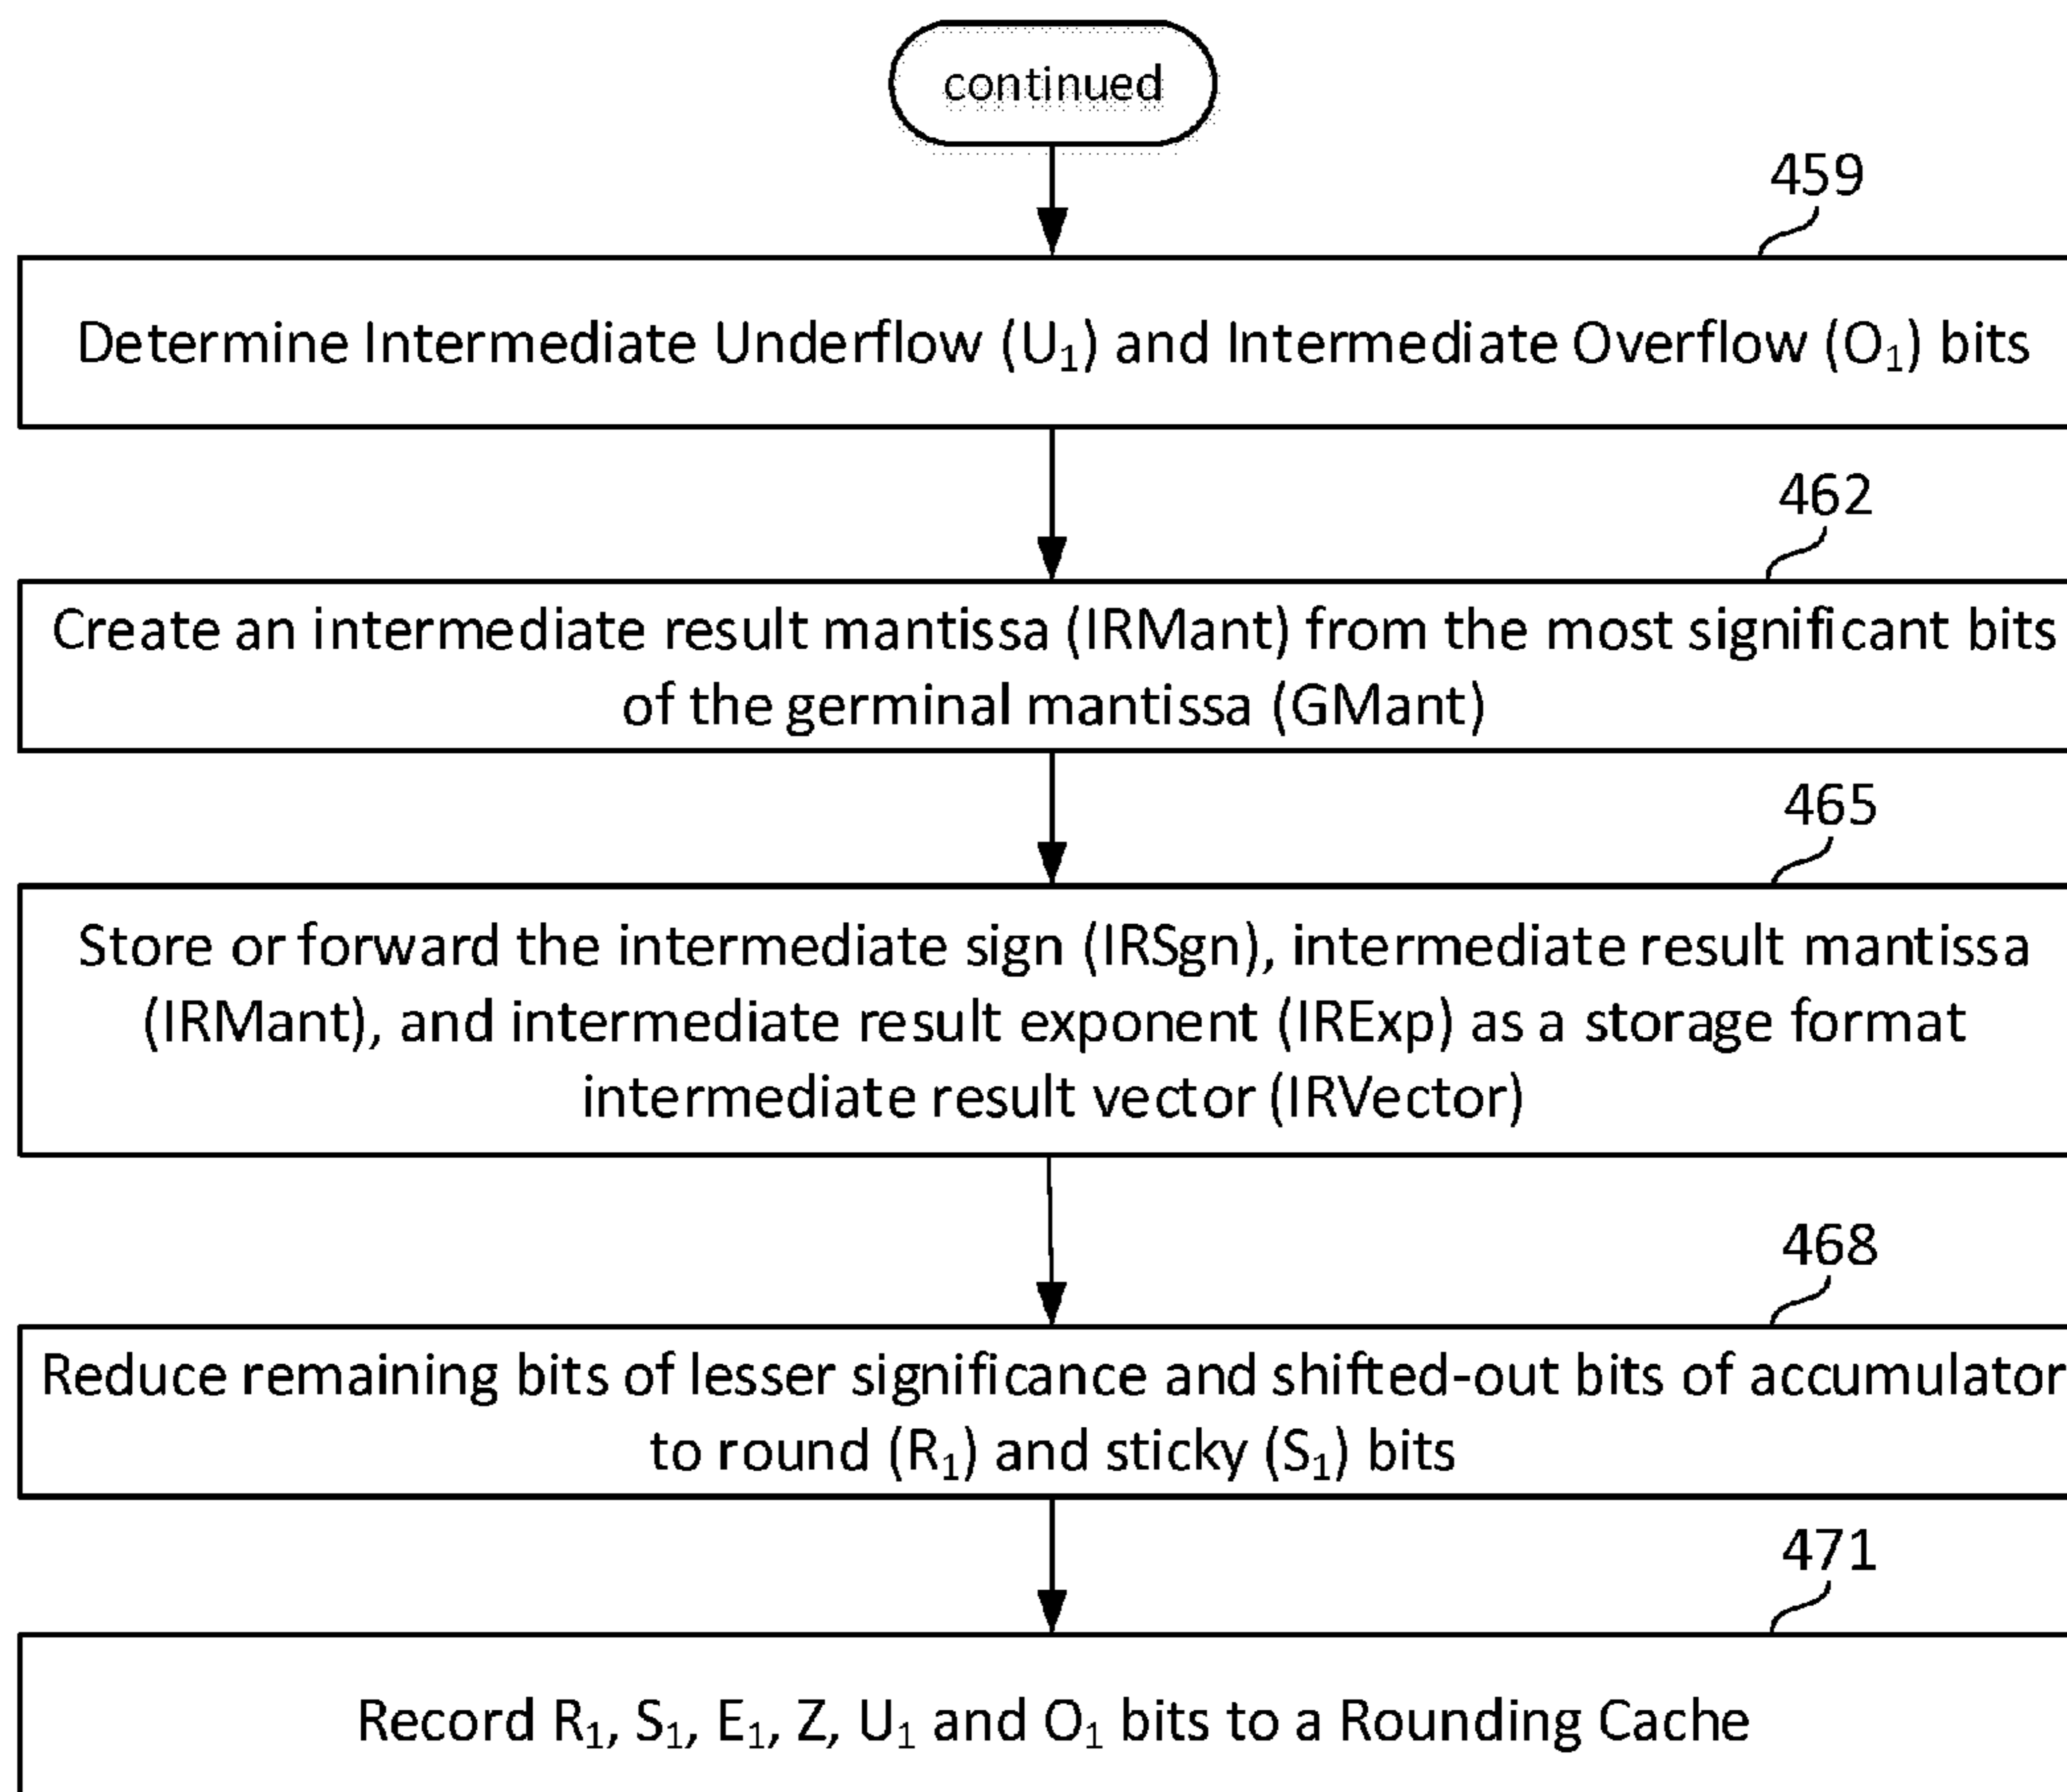 continued
459
Determine Intermediate Underflow (U₁) and Intermediate Overflow (O₁) bits
462
Create an intermediate result mantissa (IRMant) from the most significant bits
of the germinal mantissa (GMant)
465
Store or forward the intermediate sign (IRSgn), intermediate result mantissa
(IRMant), and intermediate result exponent (IRExp) as a storage format
intermediate result vector (IRVector)
468
Reduce remaining bits of lesser significance and shifted-out bits of accumulator
to round (R₁) and sticky (S₁) bits
471
Record R₁, S₁, E₁, Z, U₁ and O₁ bits to a Rounding Cache